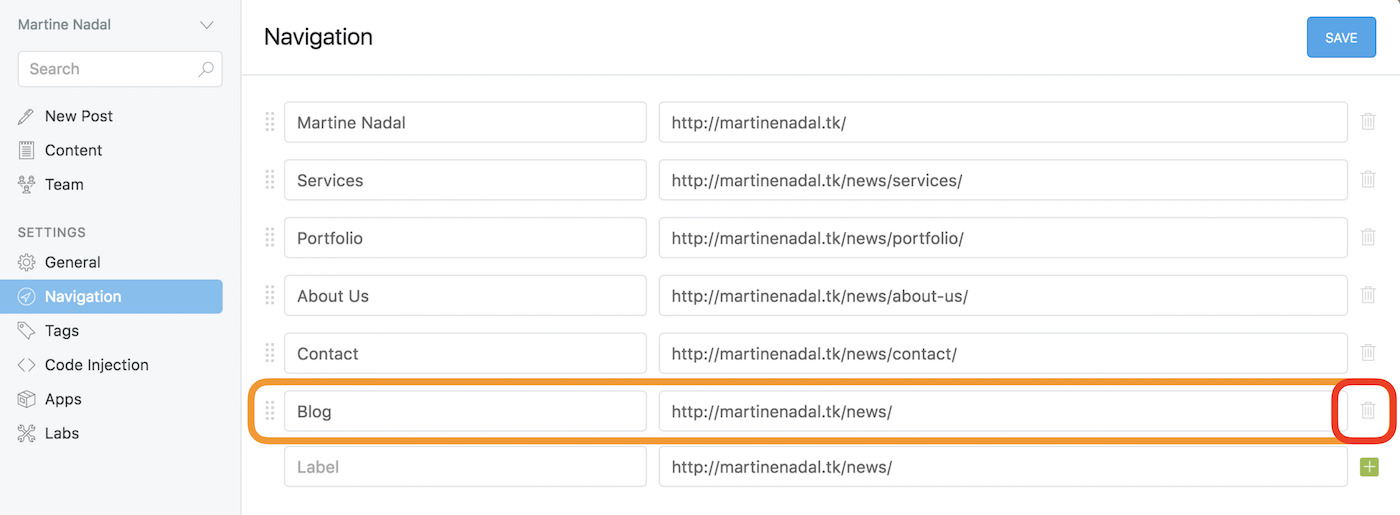 Martine Nadal
Search
New Post
Content
Team
SETTINGS
General
Navigation
Tags
Code Injection
Apps
Labs
Navigation
SAVE
Martine Nadal http://martinenadal.tk/
Services http://martinenadal.tk/news/services/
Portfolio http://martinenadal.tk/news/portfolio/
About Us http://martinenadal.tk/news/about-us/
Contact http://martinenadal.tk/news/contact/
Blog http://martinenadal.tk/news/
Label http://martinenadal.tk/news/